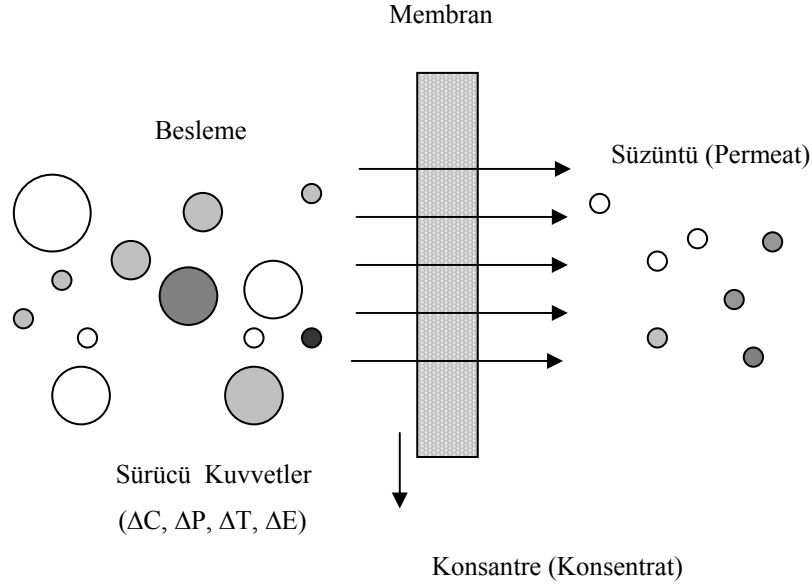 Membran
Besleme
Süzüntü (Permeat)
Sürücü Kuvvetler
(ΔC, ΔP, ΔT, ΔE)
Konsantre (Konsentrat)